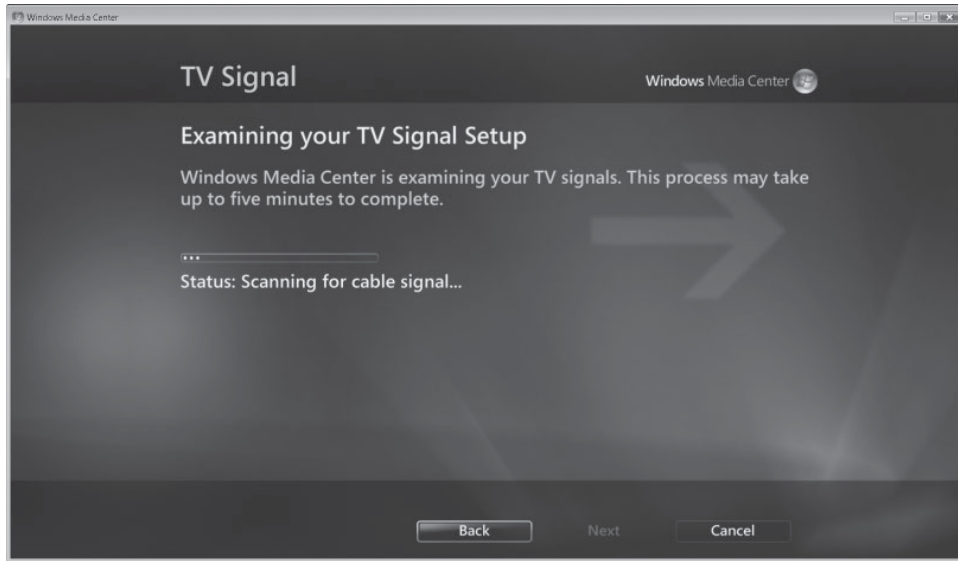 Windows Media Center
TV Signal
Windows Media Center
Examining your TV Signal Setup
Windows Media Center is examining your TV signals. This process may take
up to five minutes to complete.
Status: Scanning for cable signal...
Back Next Cancel